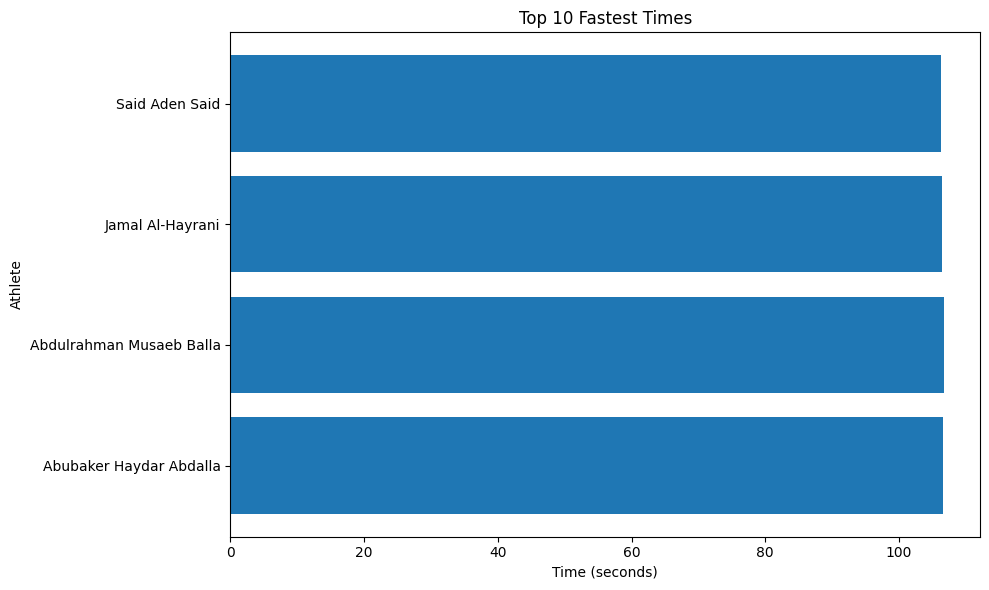 Top 10 Fastest Times
Said Aden Said
Jamal Al-Hayrani
Abdulrahman Musaeb Balla
Abubaker Haydar Abdalla
Athlete
0 20 40 60 80 100
Time (seconds)